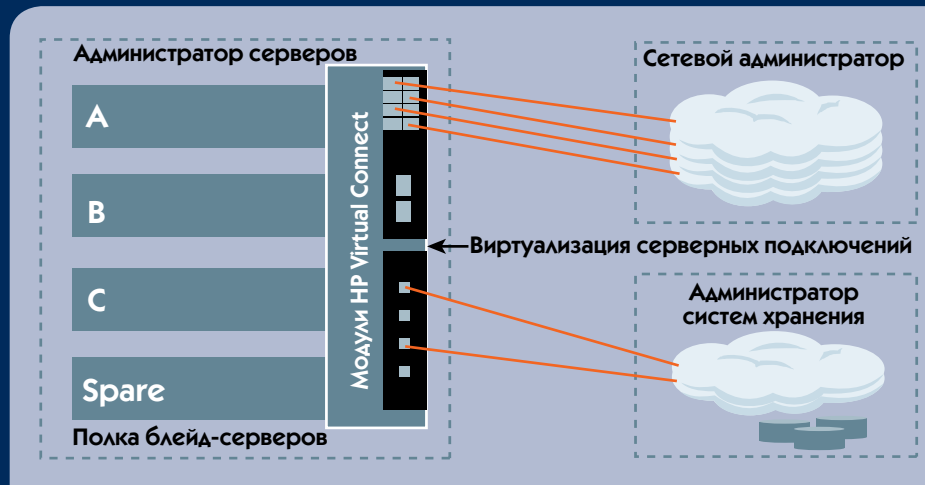 Администратор серверов
A
B
C
Spare
Полка блейд-серверов
Модули HP Virtual Connect
Виртуализация серверных подключений
Сетевой администратор
Администратор
систем хранения